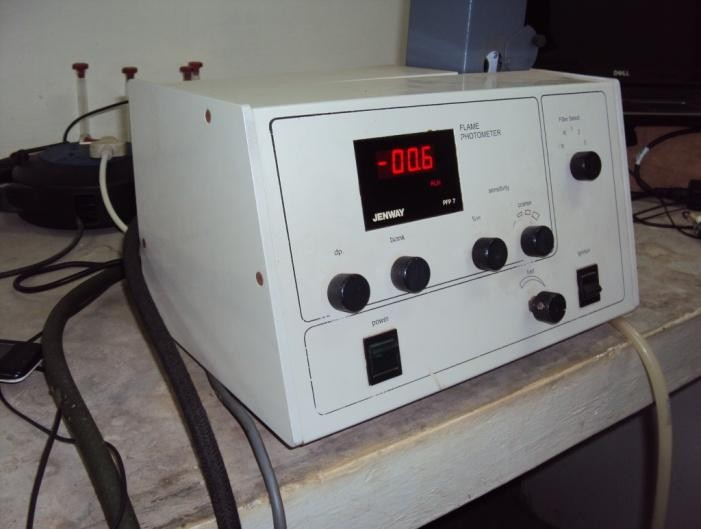 FLAME
PHOTOMETER
-00.6
JENWAY
PFP 7
Filter Select
sensitivity
dp
blank
fine
coarse
fuel
ignition
power
DELL